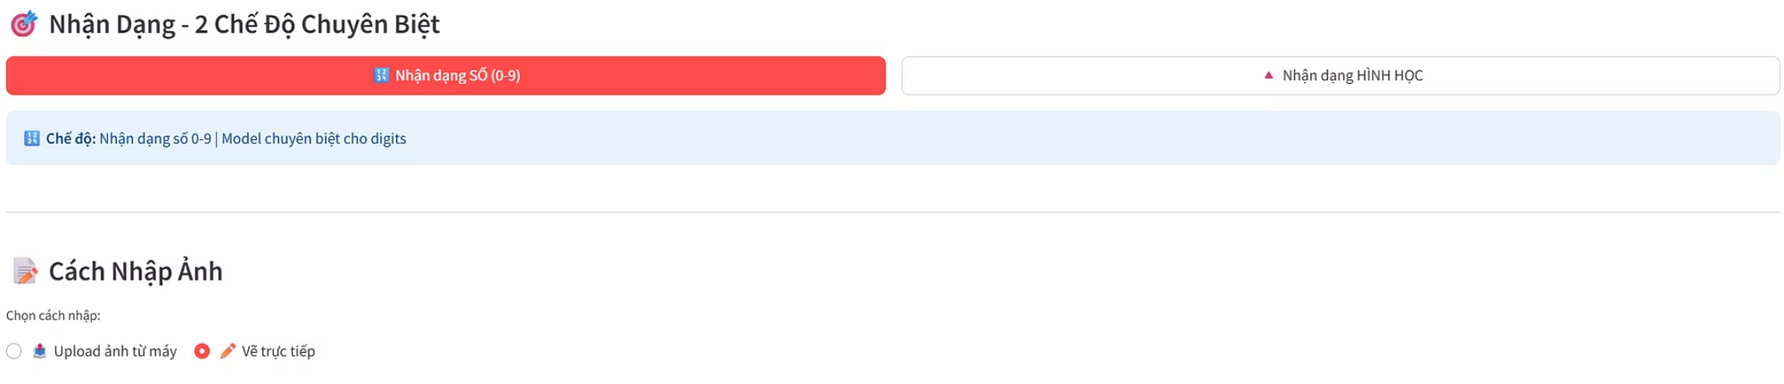 🎯 Nhận Dạng - 2 Chế Độ Chuyên Biệt
🔢 Nhận dạng SỐ (0-9)
🔺 Nhận dạng HÌNH HỌC
🔢 Chế độ: Nhận dạng số 0-9 | Model chuyên biệt cho digits
📝 Cách Nhập Ảnh
Chọn cách nhập:
📤 Upload ảnh từ máy
✏️ Vẽ trực tiếp